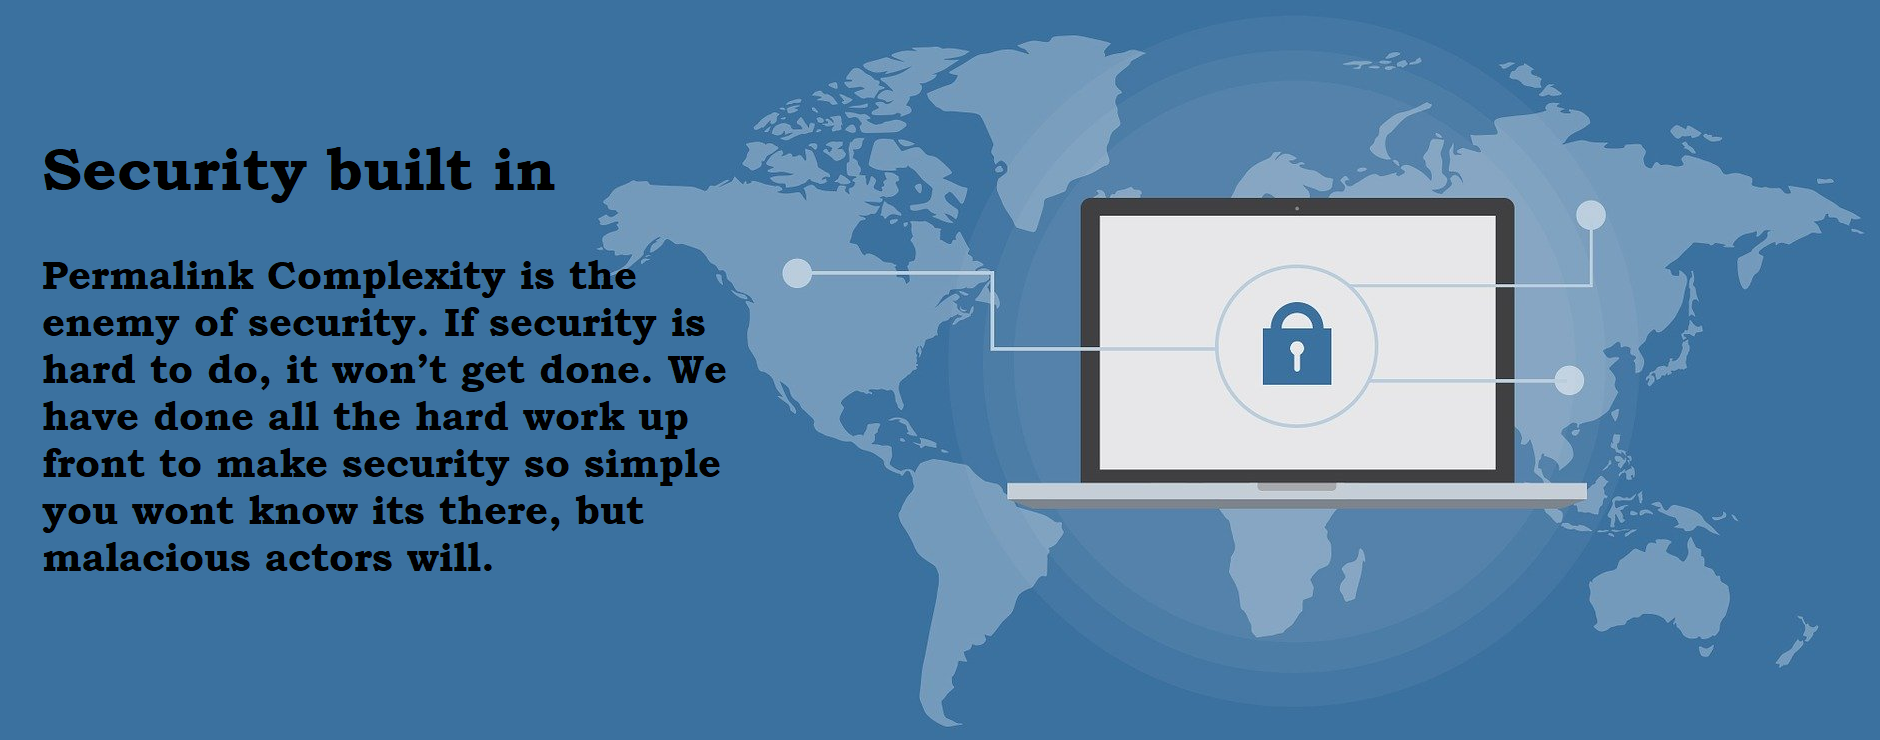 Security built in
Permalink Complexity is the
enemy of security. If security is
hard to do, it won’t get done. We
have done all the hard work up
front to make security so simple
you wont know its there, but
malacious actors will.